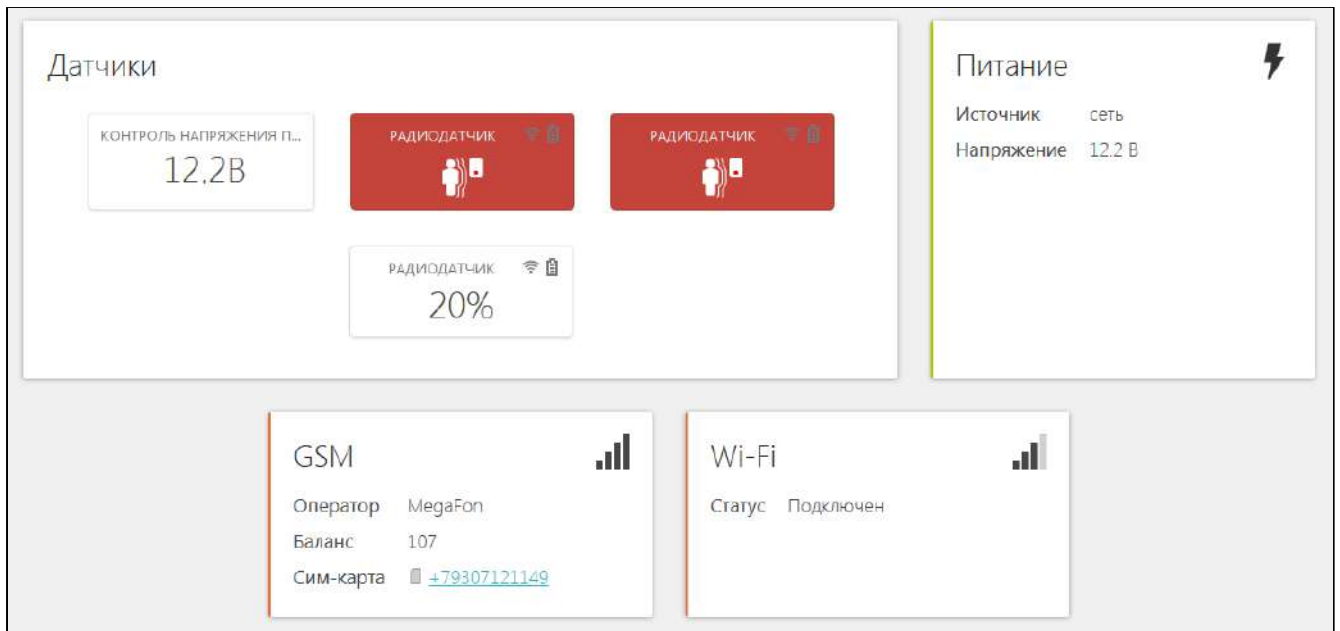 Датчики
КОНТРОЛЬ НАПРЯЖЕНИЯ П...
12,2В
РАДИОДАТЧИК
РАДИОДАТЧИК
РАДИОДАТЧИК
20%
Питание
Источник сеть
Напряжение 12.2 В
GSM
Оператор MegaFon
Баланс 107
Сим-карта +79307121149
Wi-Fi
Статус Подключен